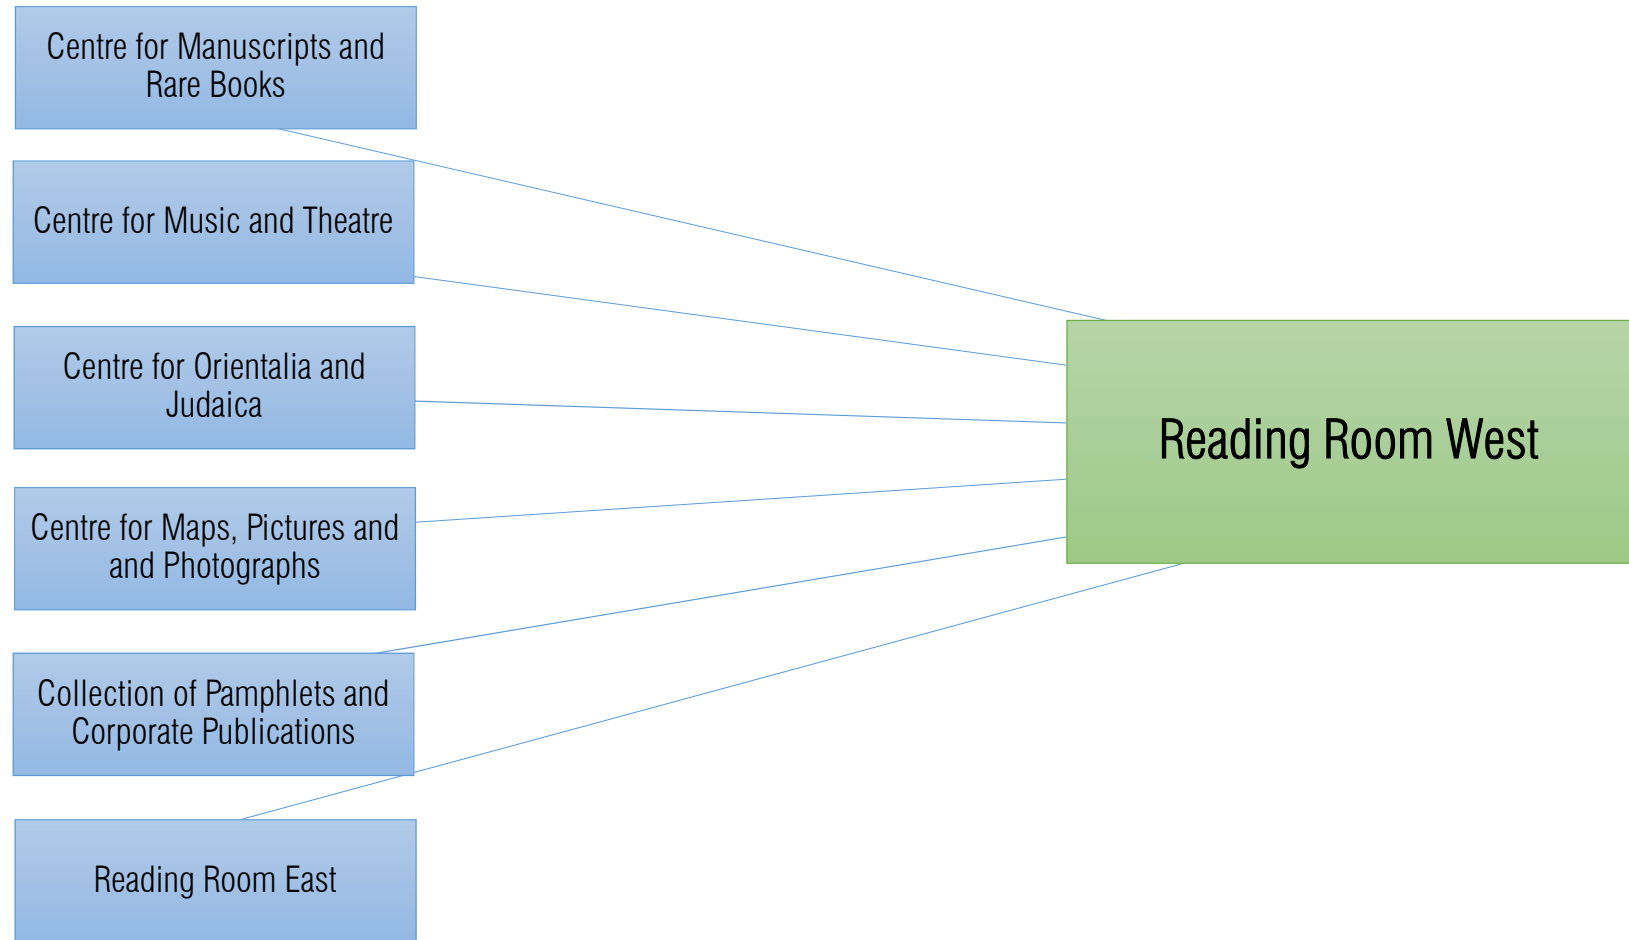 Centre for Manuscripts and
Rare Books
Centre for Music and Theatre
Centre for Orientalia and
Judaica
Centre for Maps, Pictures and
and Photographs
Collection of Pamphlets and
Corporate Publications
Reading Room East
Reading Room West